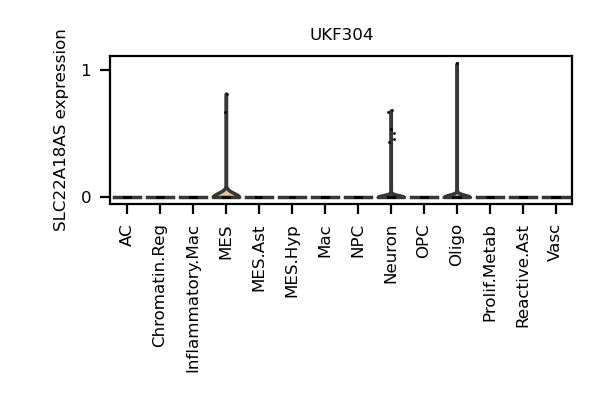 UKF304
SLC22A18AS expression
1
0
AC
Chromatin.Reg
Inflammatory.Mac
MES
MES.Ast
MES.Hyp
Mac
NPC
Neuron
OPC
Oligo
Prolif.Metab
Reactive.Ast
Vasc